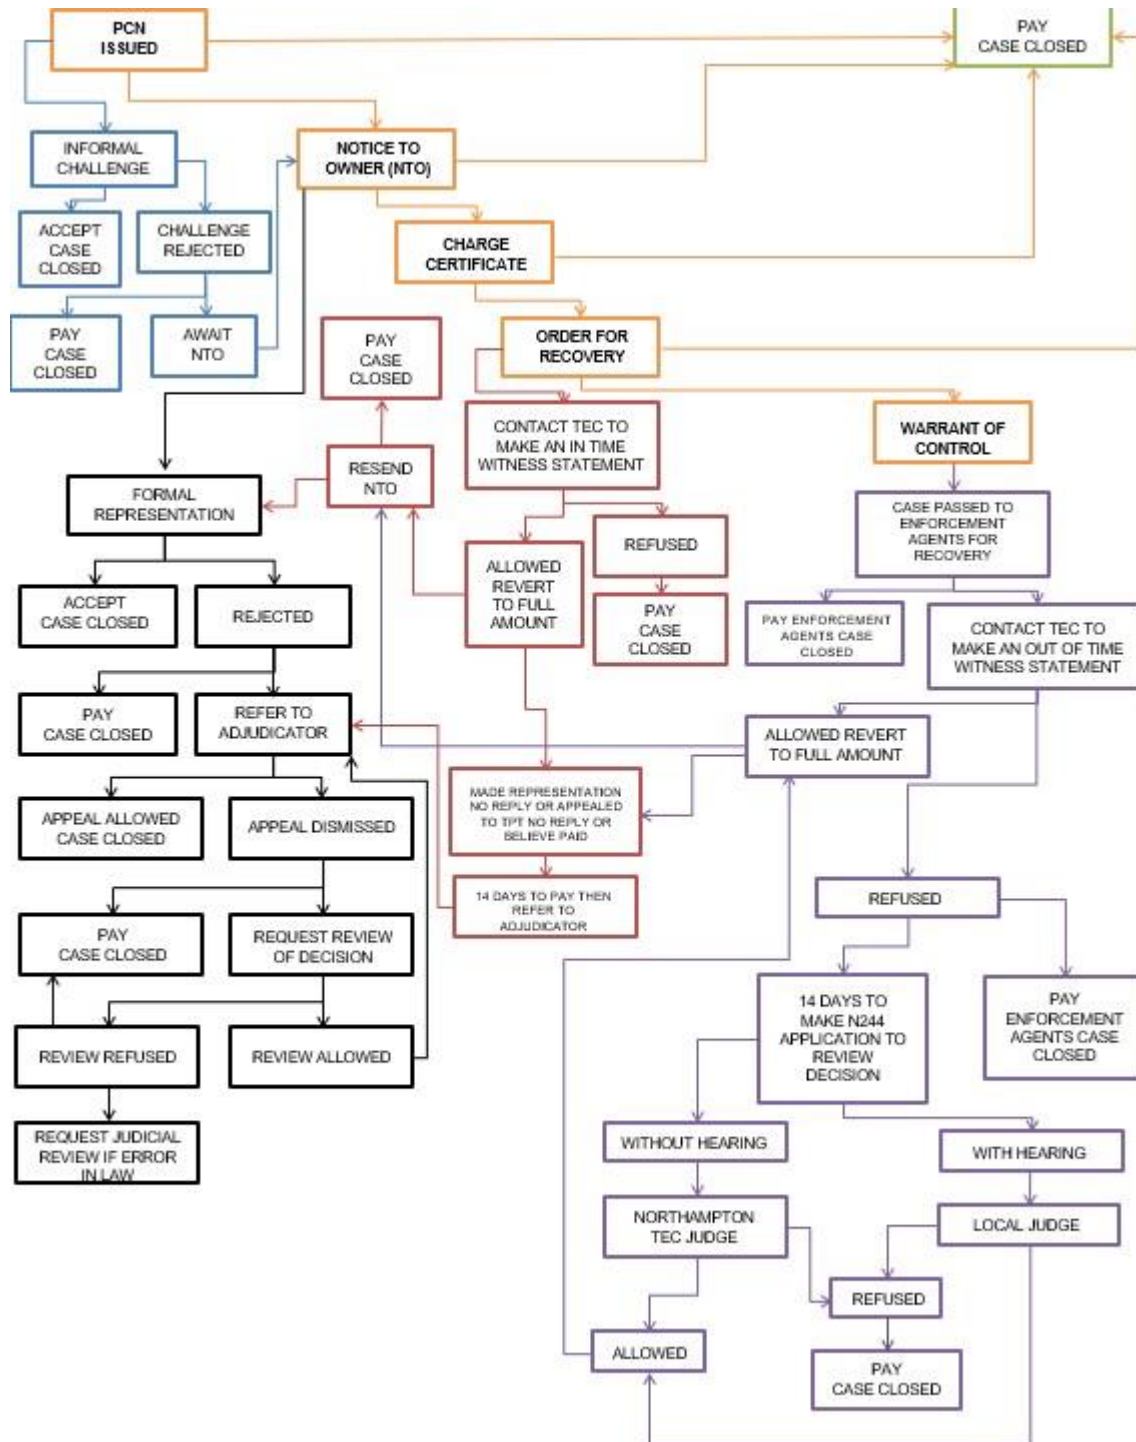 PCN
ISSUED
PAY
CASE CLOSED
INFORMAL
CHALLENGE
NOTICE TO
OWNER (NTO)
ACCEPT
CASE
CLOSED
CHALLENGE
REJECTED
CHARGE
CERTIFICATE
PAY
CASE
CLOSED
AWAIT
NTO
PAY
CASE
CLOSED
ORDER FOR
RECOVERY
CONTACT TEC TO
MAKE AN IN TIME
WITNESS STATEMENT
WARRANT OF
CONTROL
RESEND
NTO
FORMAL
REPRESENTATION
CASE PASSED TO
ENFORCEMENT
AGENTS FOR
RECOVERY
REFUSED
ALLOWED
REVERT
TO FULL
AMOUNT
ACCEPT
CASE CLOSED
REJECTED
PAY
CASE
CLOSED
PAY ENFORCEMENT
AGENTS CASE
CLOSED
CONTACT TEC TO
MAKE AN OUT OF TIME
WITNESS STATEMENT
PAY
CASE CLOSED
REFER TO
ADJUDICATOR
ALLOWED REVERT
TO FULL AMOUNT
MADE REPRESENTATION
NO REPLY OR APPEALED
TO TPT NO REPLY OR
BELIEVE PAID
APPEAL ALLOWED
CASE CLOSED
APPEAL DISMISSED
14 DAYS TO PAY THEN
REFER TO
ADJUDICATOR
REFUSED
PAY
CASE CLOSED
REQUEST REVIEW
OF DECISION
14 DAYS TO
MAKE N244
APPLICATION TO
REVIEW
DECISION
PAY
ENFORCEMENT
AGENTS CASE
CLOSED
REVIEW REFUSED
REVIEW ALLOWED
REQUEST JUDICIAL
REVIEW IF ERROR
IN LAW
WITHOUT HEARING
WITH HEARING
NORTHAMPTON
TEC JUDGE
LOCAL JUDGE
REFUSED
ALLOWED
PAY
CASE CLOSED